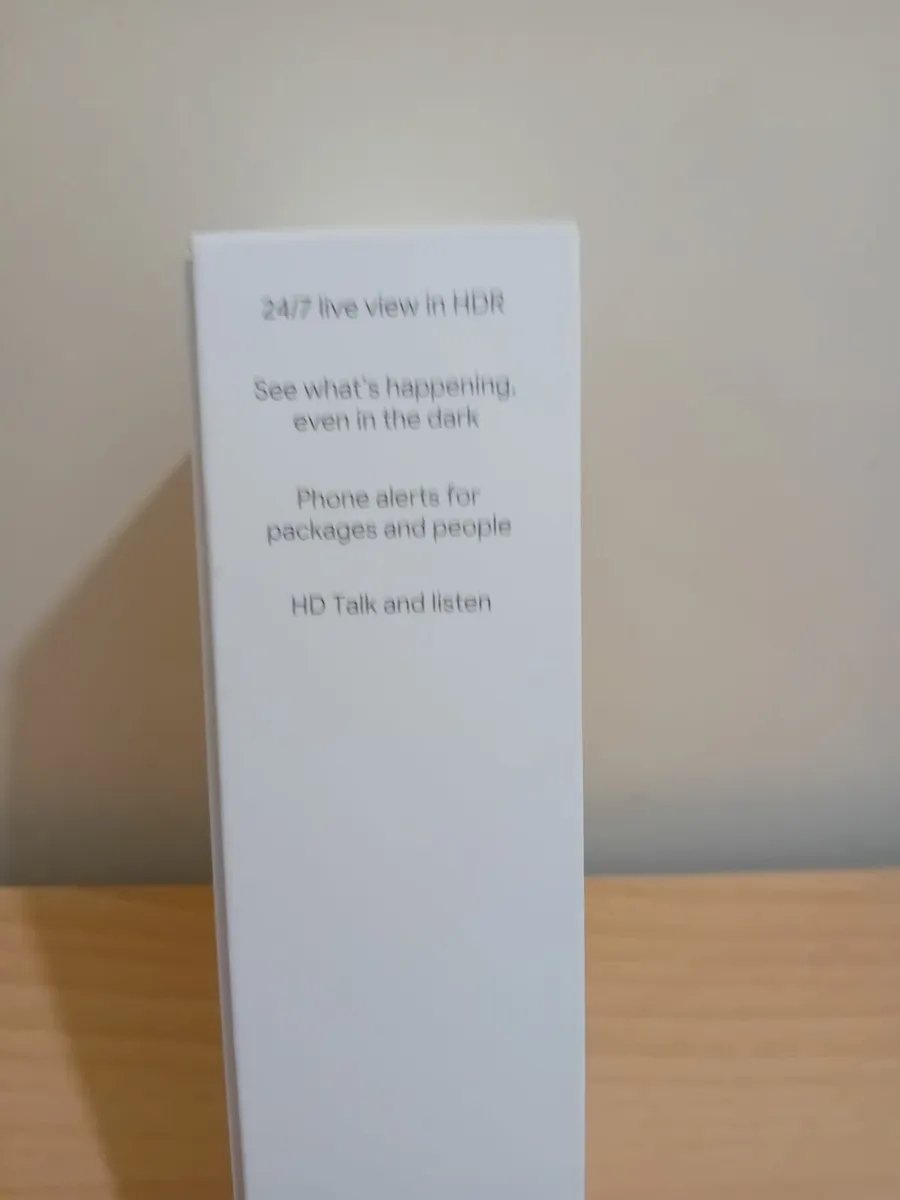 24/7 live view in HDR
See what's happening,
even in the dark
Phone alerts for
packages and people
HD Talk and listen